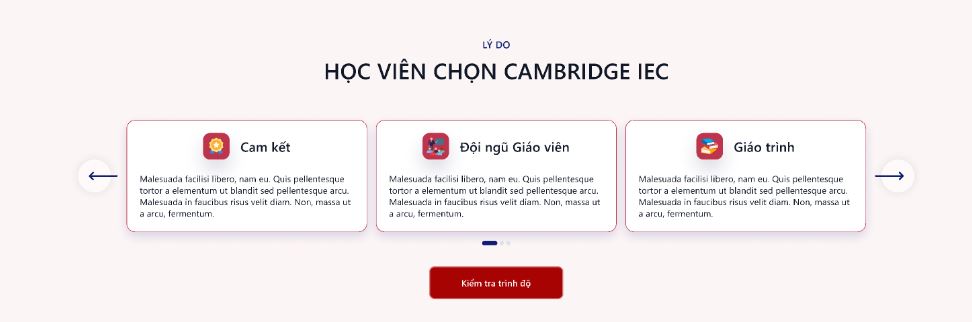 LÝ DO
HỌC VIÊN CHỌN CAMBRIDGE IEC
Cam kết
Malesuada facilisi libero, nam eu. Quis pellentesque
tortor a elementum ut blandit sed pellentesque arcu.
Malesuada in faucibus risus velit diam. Non, massa ut
a arcu, fermentum.
Đội ngũ Giáo viên
Malesuada facilisi libero, nam eu. Quis pellentesque
tortor a elementum ut blandit sed pellentesque arcu.
Malesuada in faucibus risus velit diam. Non, massa ut
a arcu, fermentum.
Giáo trình
Malesuada facilisi libero, nam eu. Quis pellentesque
tortor a elementum ut blandit sed pellentesque arcu.
Malesuada in faucibus risus velit diam. Non, massa ut
a arcu, fermentum.
Kiểm tra trình độ